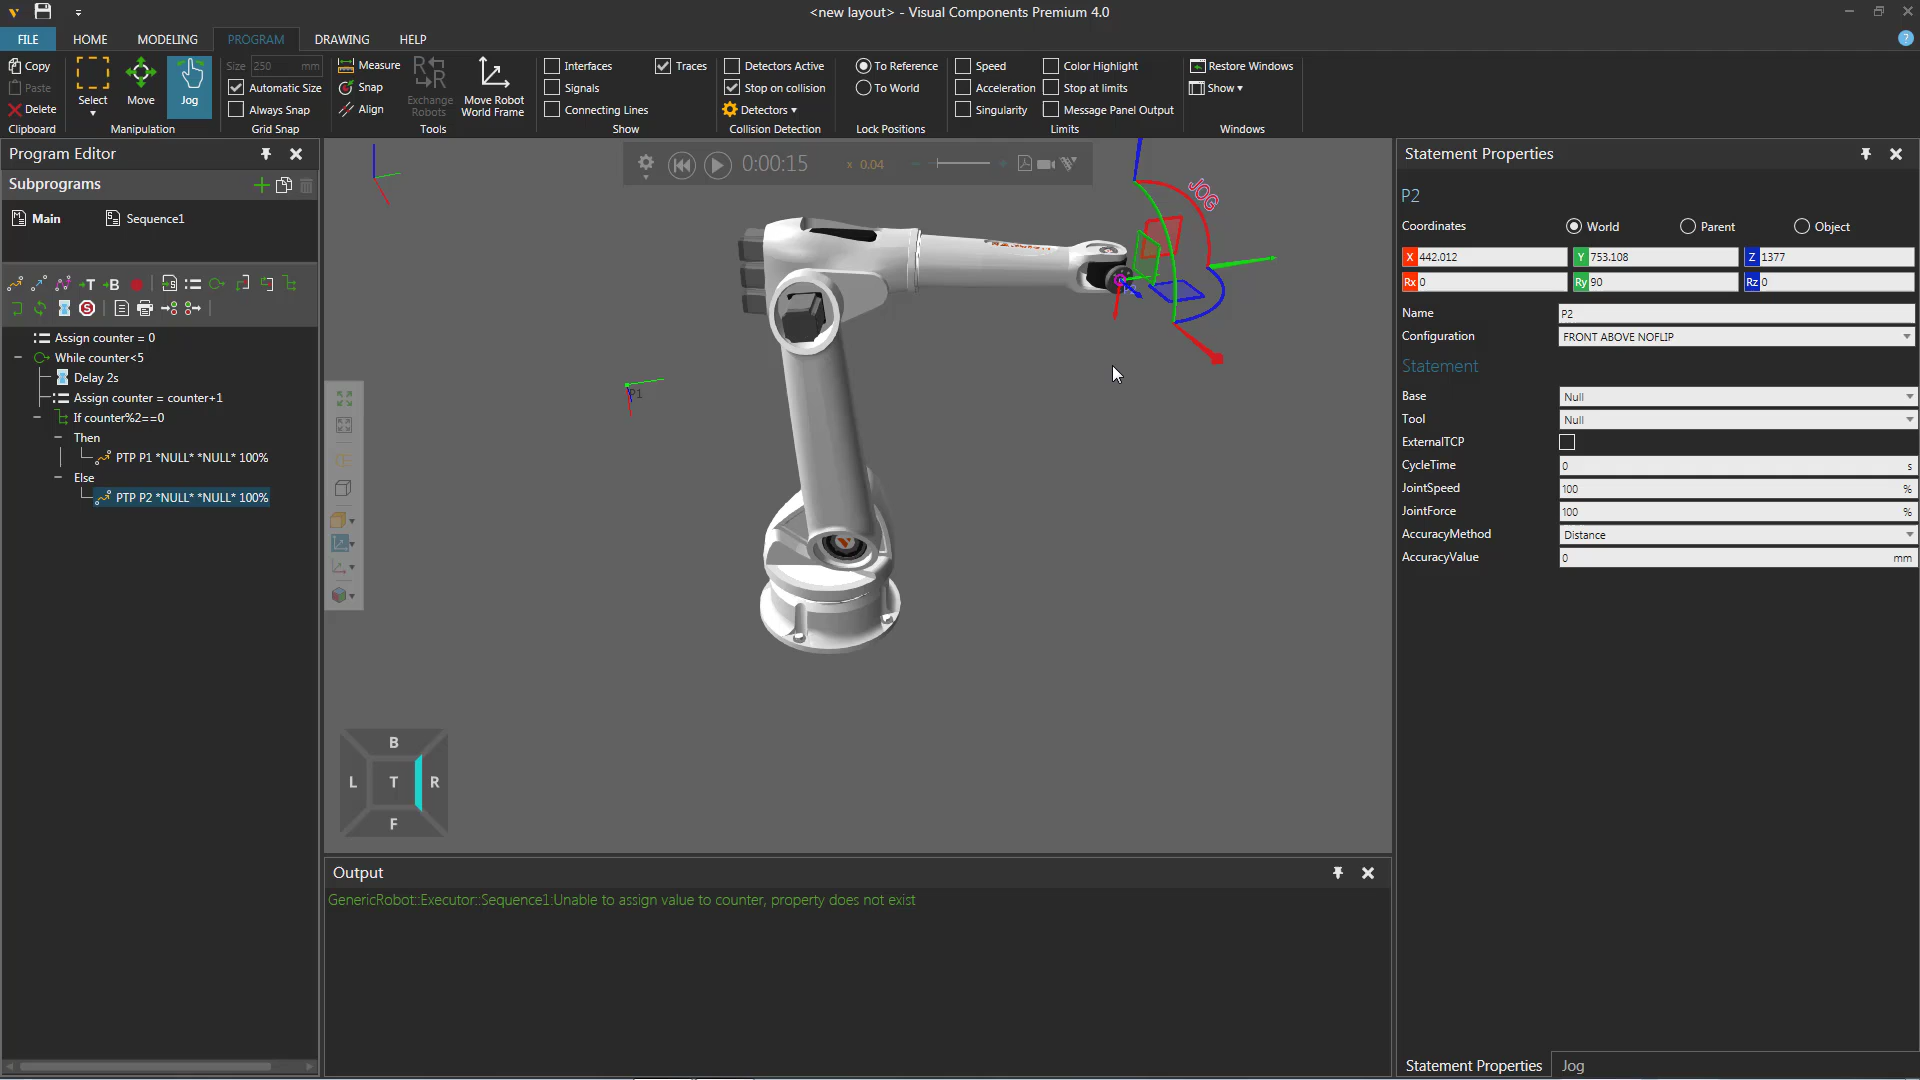 <new layout> - Visual Components Premium 4.0
FILE HOME MODELING PROGRAM DRAWING HELP
Copy
Paste
Delete
Clipboard
Select
Move
Jog
Manipulation
Size 250 mm
Automatic Size
Always Snap
Grid Snap
Measure
Snap
Align
Exchange Robots
Move Robot World Frame
Tools
Interfaces
Signals
Connecting Lines
Traces
Show
Detectors Active
Stop on collision
Detectors
Collision Detection
To Reference
To World
Lock Positions
Speed
Acceleration
Singularity
Color Highlight
Stop at limits
Message Panel Output
Limits
Restore Windows
Show
Windows
Program Editor
Subprograms
Main Sequence1
Assign counter = 0
While counter<5
Delay 2s
Assign counter = counter+1
If counter%2==0
Then
PTP P1 *NULL* *NULL* 100%
Else
PTP P2 *NULL* *NULL* 100%
0:00:15 x 0.04
JOG
P1
B
L T R
F
Output
GenericRobot::Executor::Sequence1:Unable to assign value to counter, property does not exist
Statement Properties
P2
Coordinates World Parent Object
X 442.012 Y 753.108 Z 1377
Rx 0 Ry 90 Rz 0
Name P2
Configuration FRONT ABOVE NOFLIP
Statement
Base Null
Tool Null
ExternalTCP
CycleTime 0 s
JointSpeed 100 %
JointForce 100 %
AccuracyMethod Distance
AccuracyValue 0 mm
Statement Properties Jog